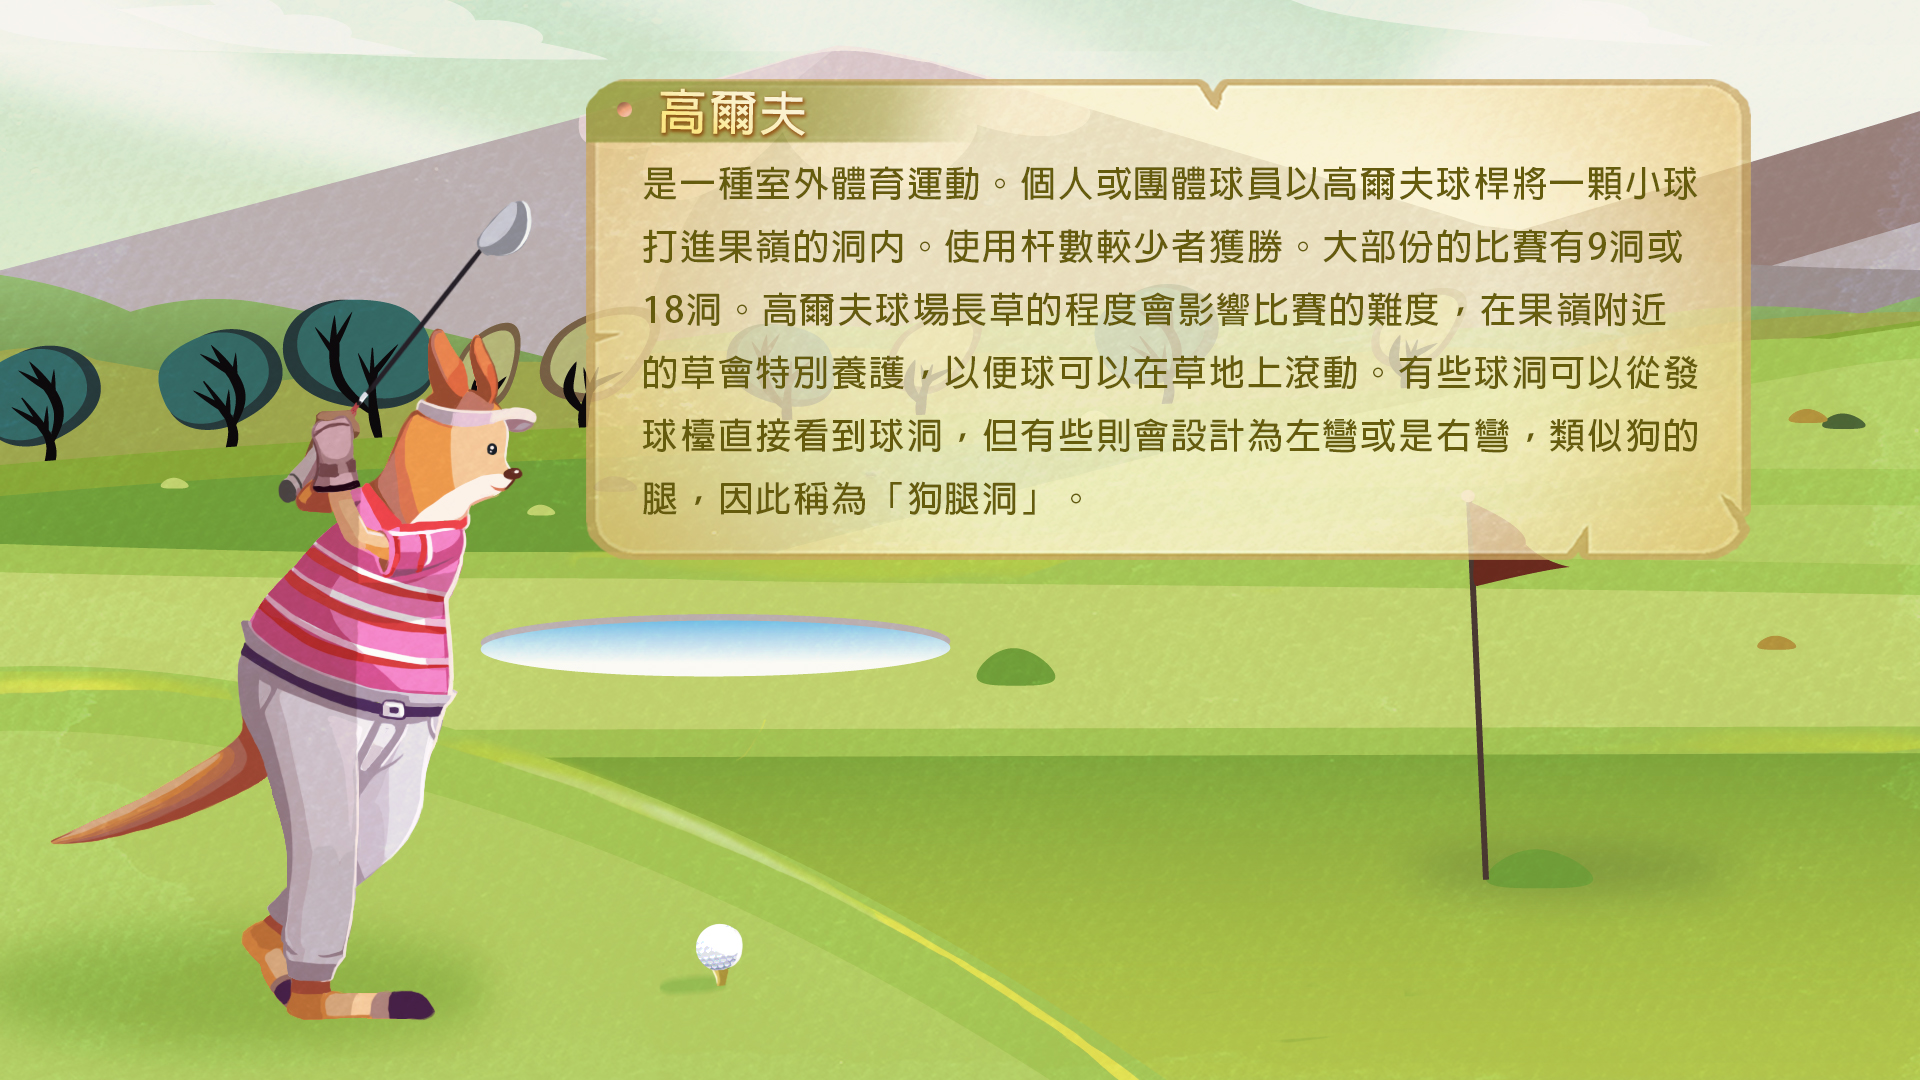 高爾夫
是一種室外體育運動。個人或團體球員以高爾夫球桿將一顆小球
打進果嶺的洞內。使用杆數較少者獲勝。大部份的比賽有9洞或
18洞。高爾夫球場長草的程度會影響比賽的難度，在果嶺附近
的草會特別養護，以便球可以在草地上滾動。有些球洞可以從發
球檯直接看到球洞，但有些則會設計為左彎或是右彎，類似狗的
腿，因此稱為「狗腿洞」。